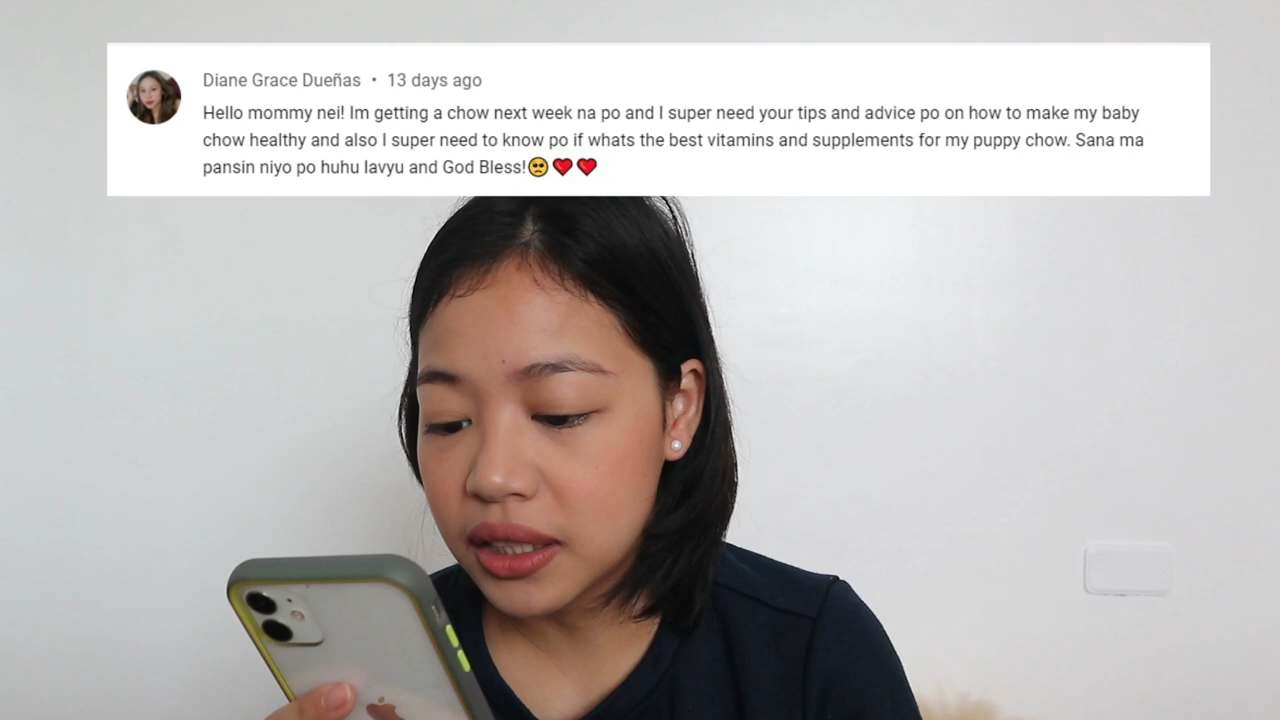 Diane Grace Dueñas • 13 days ago
Hello mommy nei! Im getting a chow next week na po and I super need your tips and advice po on how to make my baby
chow healthy and also I super need to know po if whats the best vitamins and supplements for my puppy chow. Sana ma
pansin niyo po huhu lavyu and God Bless!🥺❤️❤️